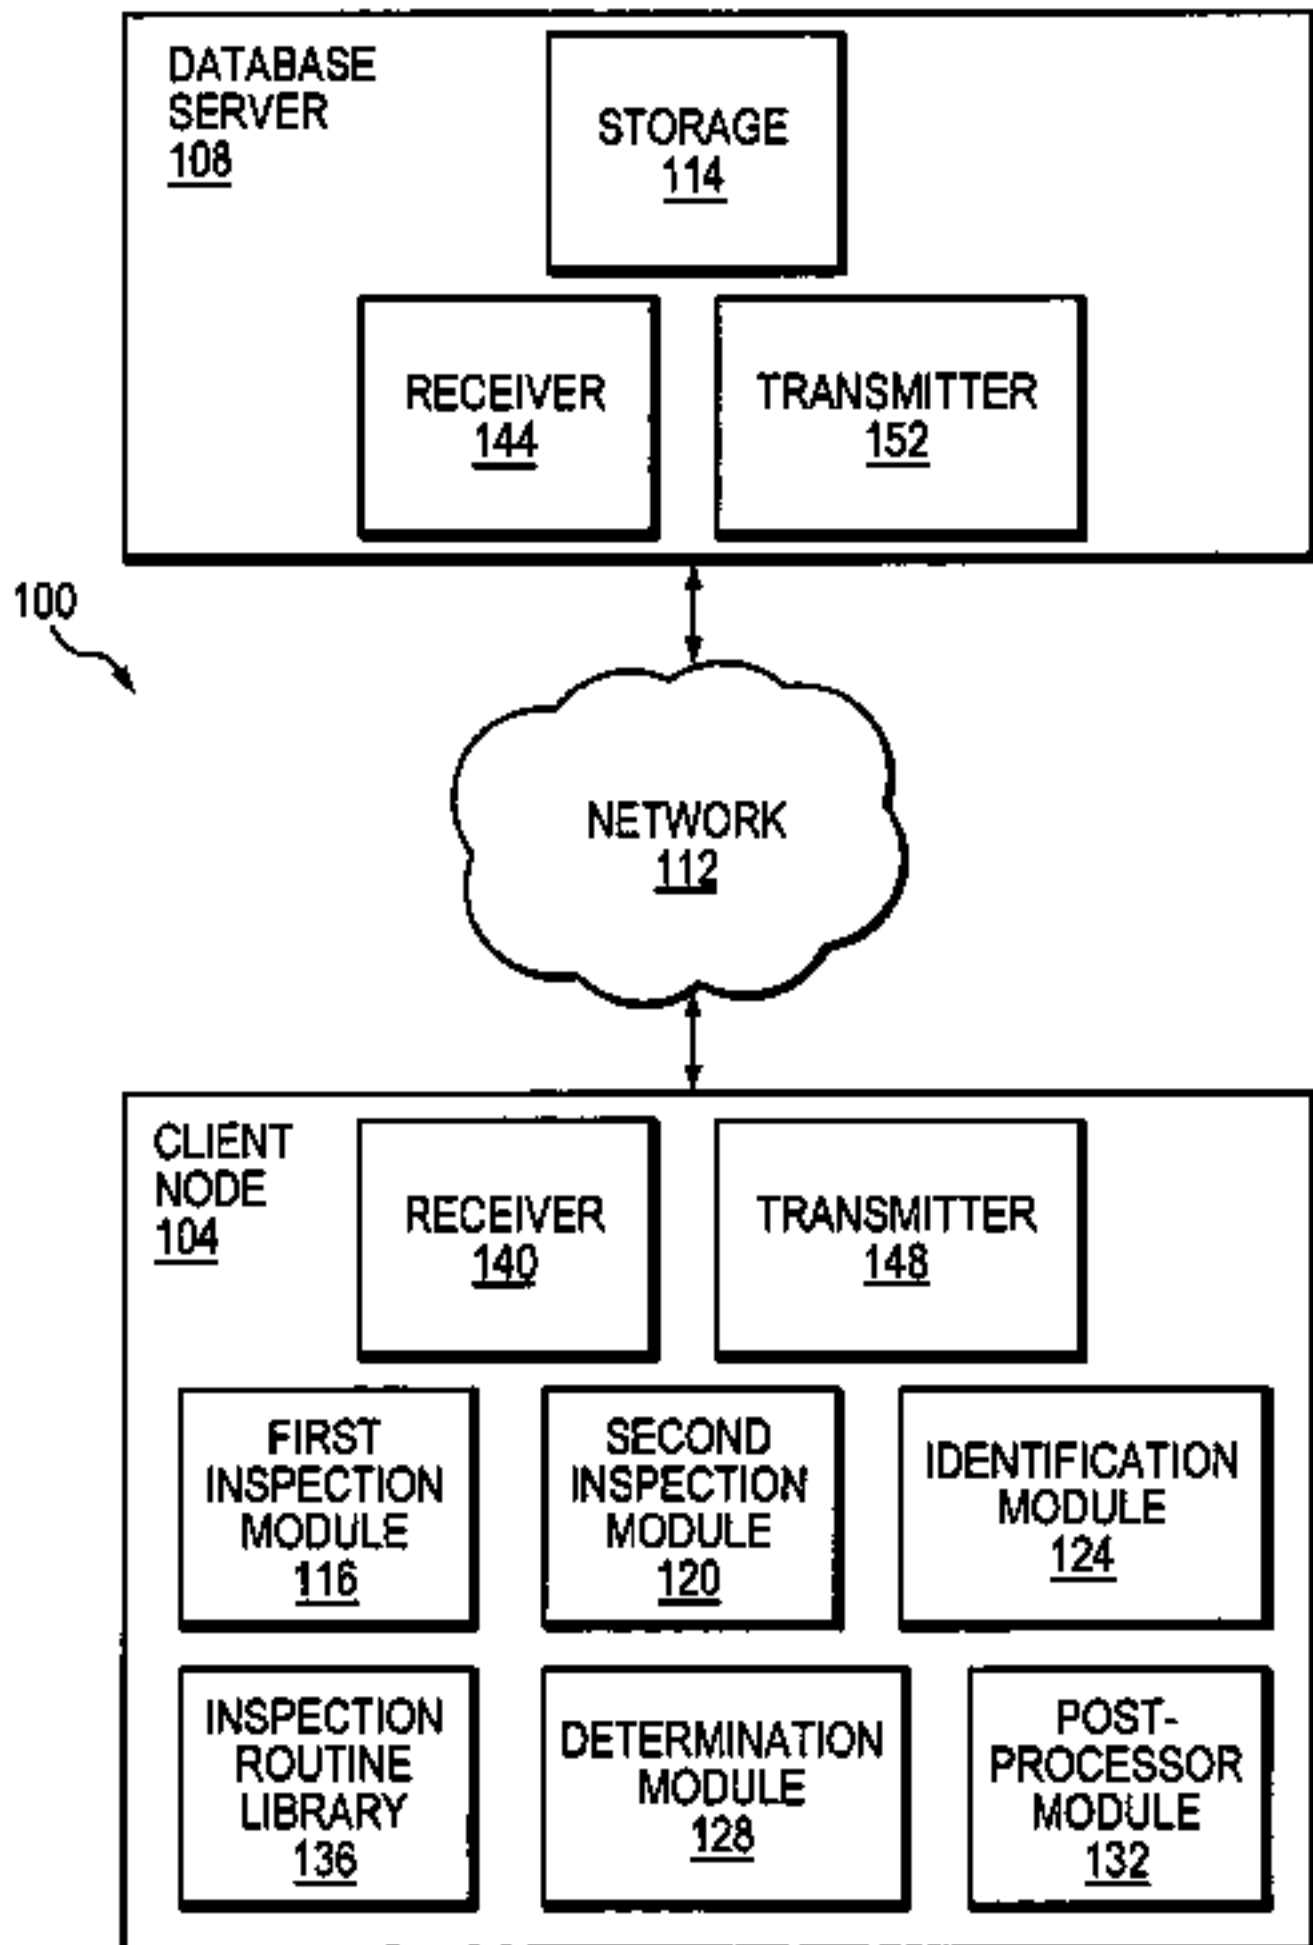 DATABASE
SERVER
108
STORAGE
114
RECEIVER
144
TRANSMITTER
152
100
NETWORK
112
CLIENT
NODE
104
RECEIVER
140
TRANSMITTER
148
FIRST
INSPECTION
MODULE
116
SECOND
INSPECTION
MODULE
120
IDENTIFICATION
MODULE
124
INSPECTION
ROUTINE
LIBRARY
136
DETERMINATION
MODULE
128
POST-
PROCESSOR
MODULE
132